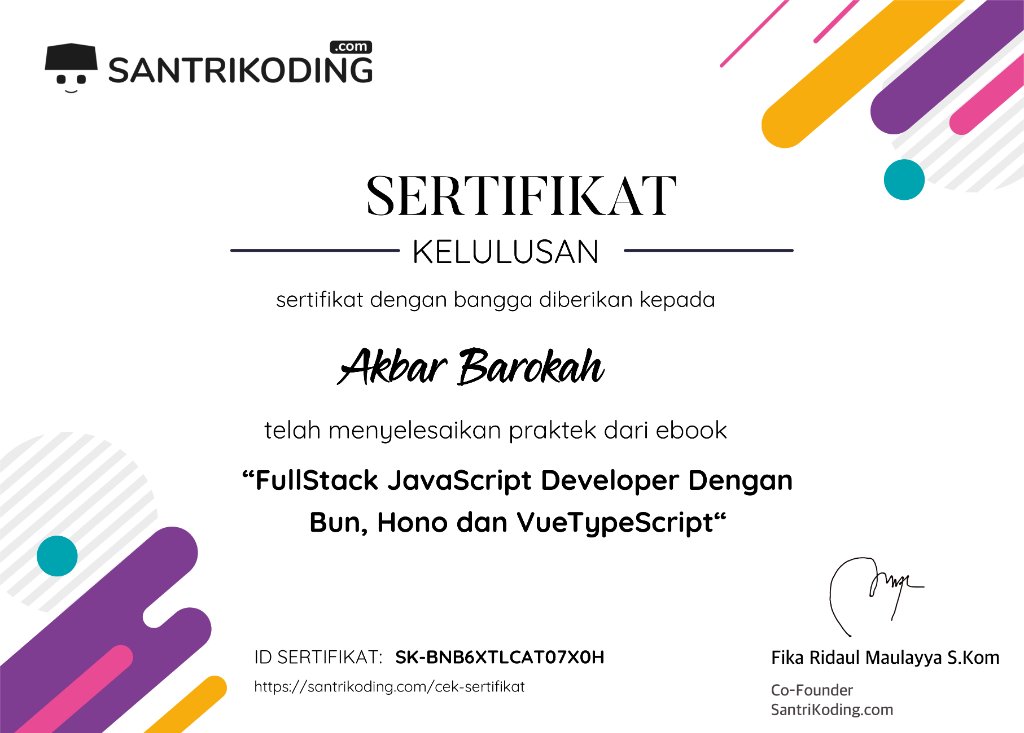 SANTRIKODING
.com
SERTIFIKAT
KELULUSAN
sertifikat dengan bangga diberikan kepada
Akbar Barokah
telah menyelesaikan praktek dari ebook
“FullStack JavaScript Developer Dengan
Bun, Hono dan VueTypeScript“
ID SERTIFIKAT: SK-BNB6XTLCAT07X0H
https://santrikoding.com/cek-sertifikat
Fika Ridaul Maulayya S.Kom
Co-Founder
SantriKoding.com